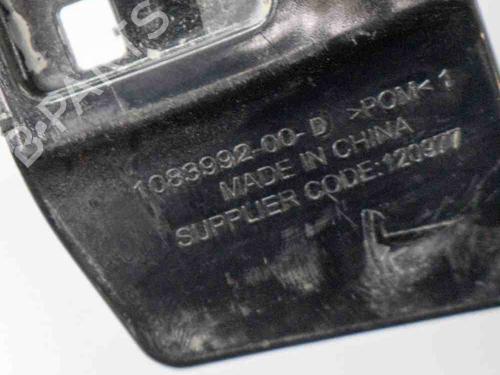 1083992-00-D >POM< 1
MADE IN CHINA
SUPPLIER CODE:120977